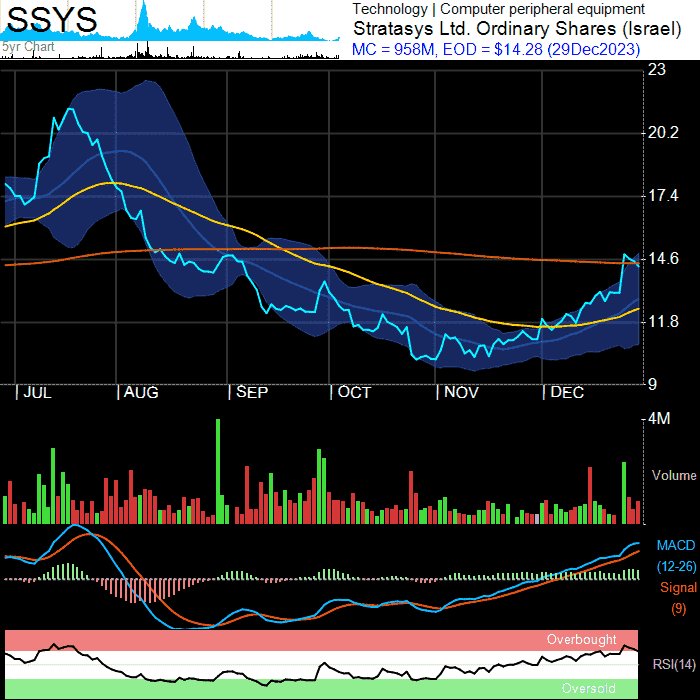 SSYS
5yr Chart
Technology | Computer peripheral equipment
Stratasys Ltd. Ordinary Shares (Israel)
MC = 958M, EOD = $14.28 (29Dec2023)
23
20.2
17.4
14.6
11.8
9
JUL
AUG
SEP
OCT
NOV
DEC
4M
Volume
MACD
(12-26)
Signal
(9)
Overbought
RSI(14)
Oversold